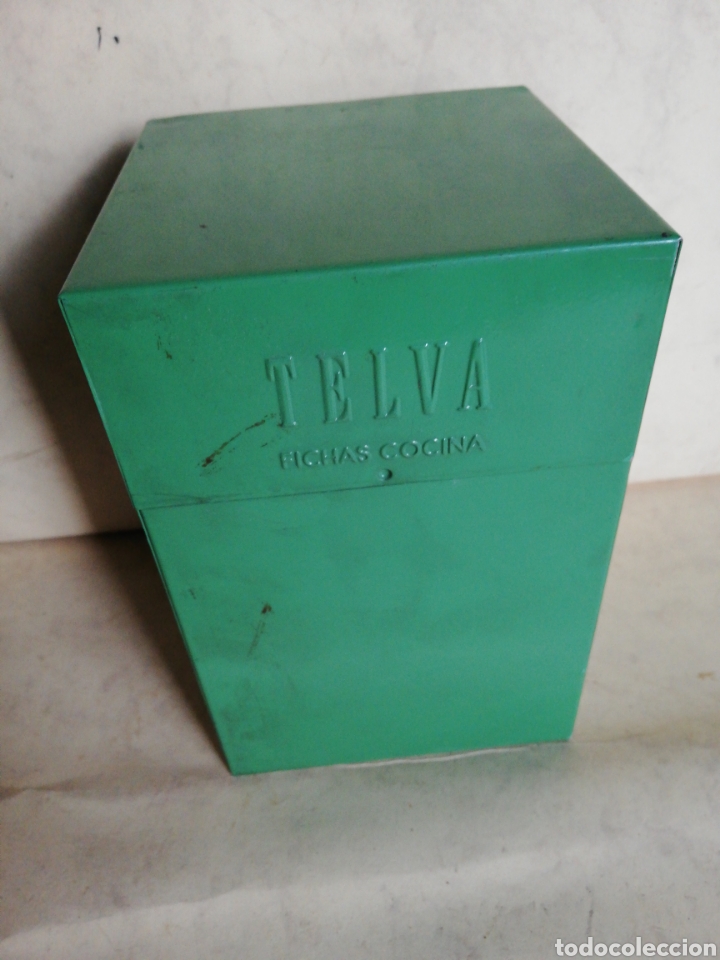 TELVA
FICHAS COCINA
todocoleccion